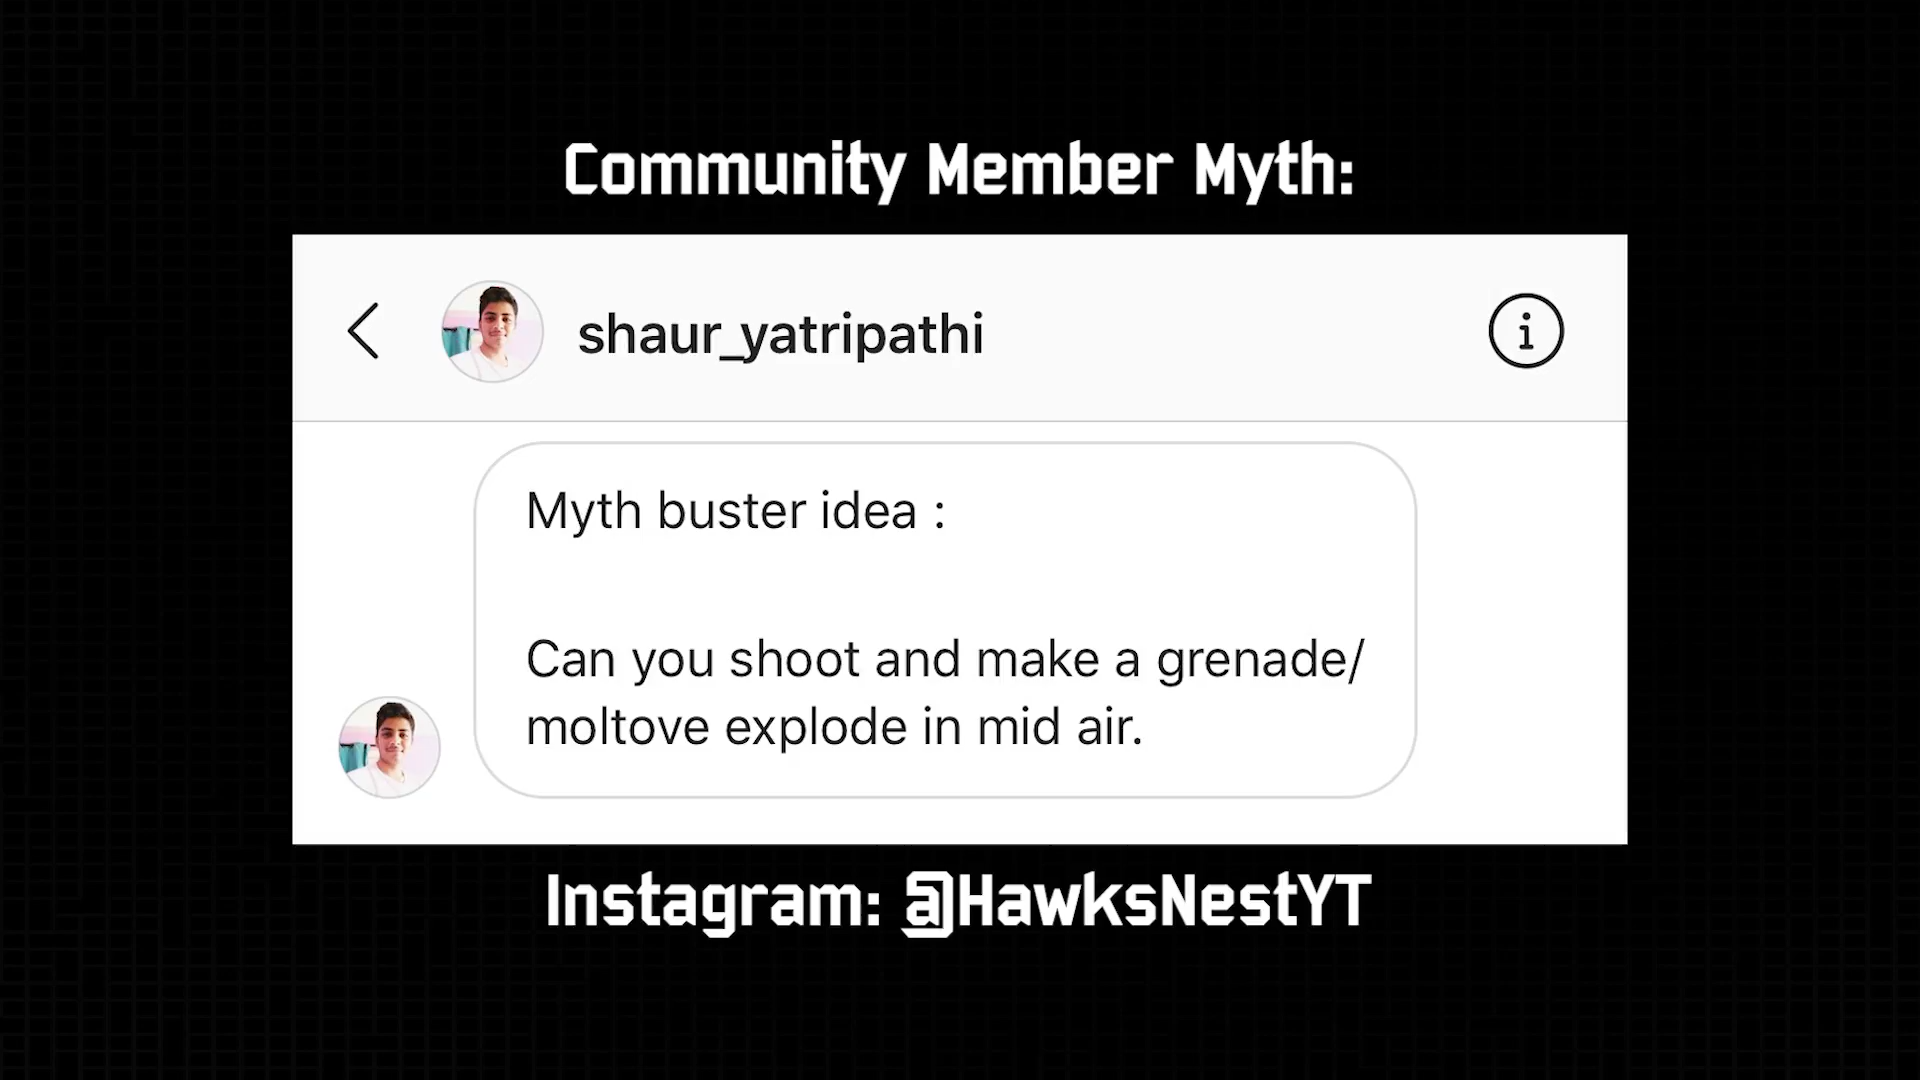 Community Member Myth:
shaur_yatripathi
Myth buster idea :
Can you shoot and make a grenade/
moltove explode in mid air.
Instagram: @HawksNestYT